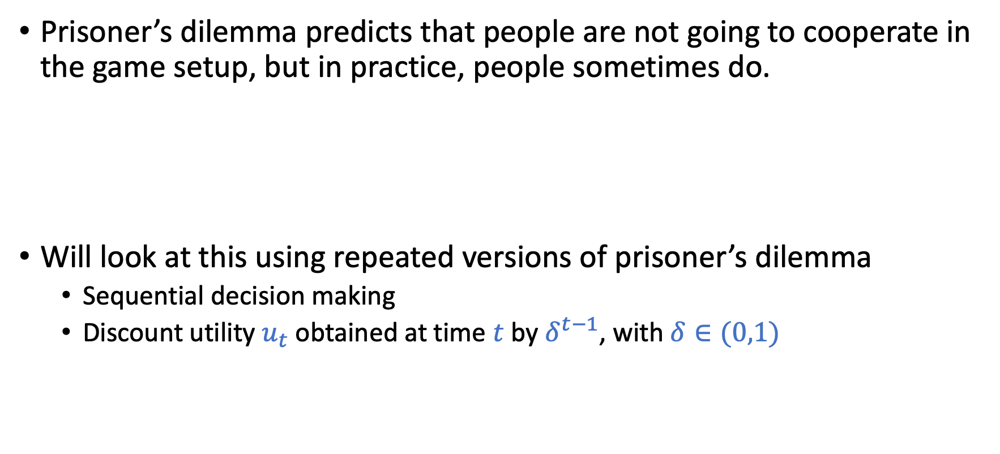 • Prisoner’s dilemma predicts that people are not going to cooperate in
the game setup, but in practice, people sometimes do.
• Will look at this using repeated versions of prisoner’s dilemma
• Sequential decision making
• Discount utility $u_t$ obtained at time $t$ by $\delta^{t-1}$, with $\delta \in (0,1)$